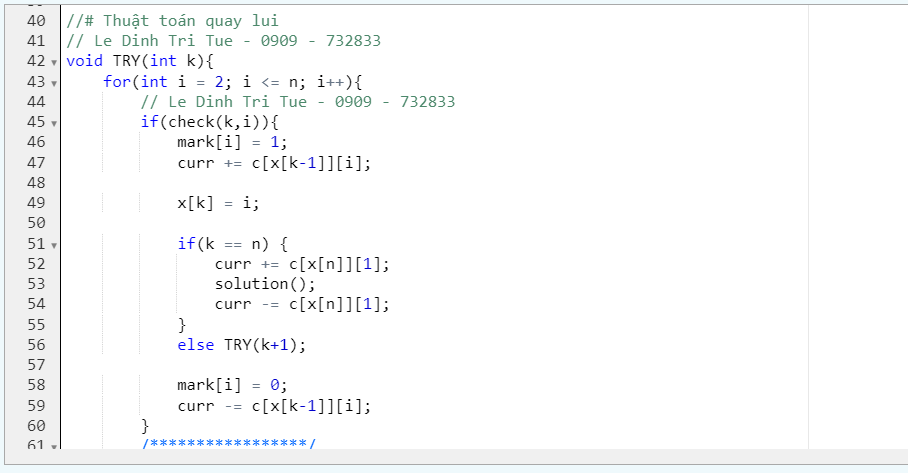 40 //# Thuật toán quay lui
41 // Le Dinh Tri Tue - 0909 - 732833
42 void TRY(int k){
43     for(int i = 2; i <= n; i++){
44         // Le Dinh Tri Tue - 0909 - 732833
45         if(check(k,i)){
46             mark[i] = 1;
47             curr += c[x[k-1]][i];
48
49             x[k] = i;
50
51             if(k == n) {
52                 curr += c[x[n]][1];
53                 solution();
54                 curr -= c[x[n]][1];
55             }
56             else TRY(k+1);
57
58             mark[i] = 0;
59             curr -= c[x[k-1]][i];
60         }
61         /*****************/